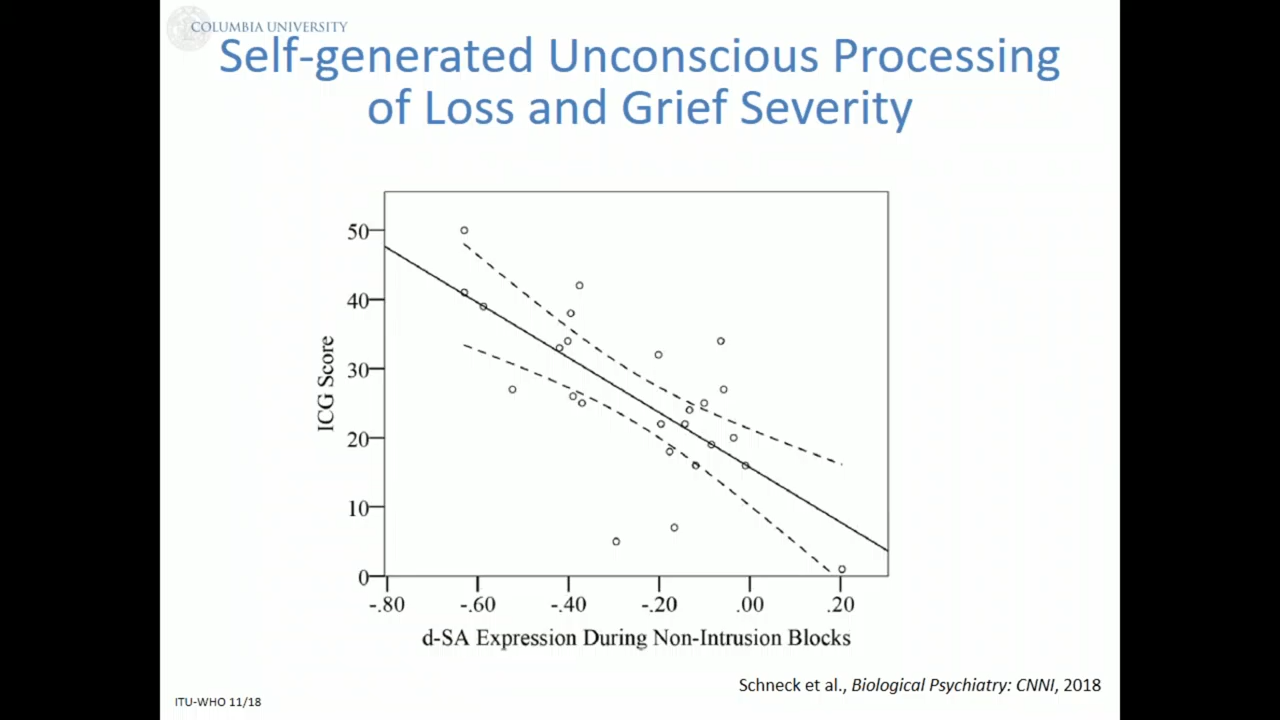 COLUMBIA UNIVERSITY
Self-generated Unconscious Processing
of Loss and Grief Severity
50
40
30
20
10
0
ICG Score
-.80 -.60 -.40 -.20 .00 .20
d-SA Expression During Non-Intrusion Blocks
Schneck et al., Biological Psychiatry: CNNI, 2018
ITU-WHO 11/18